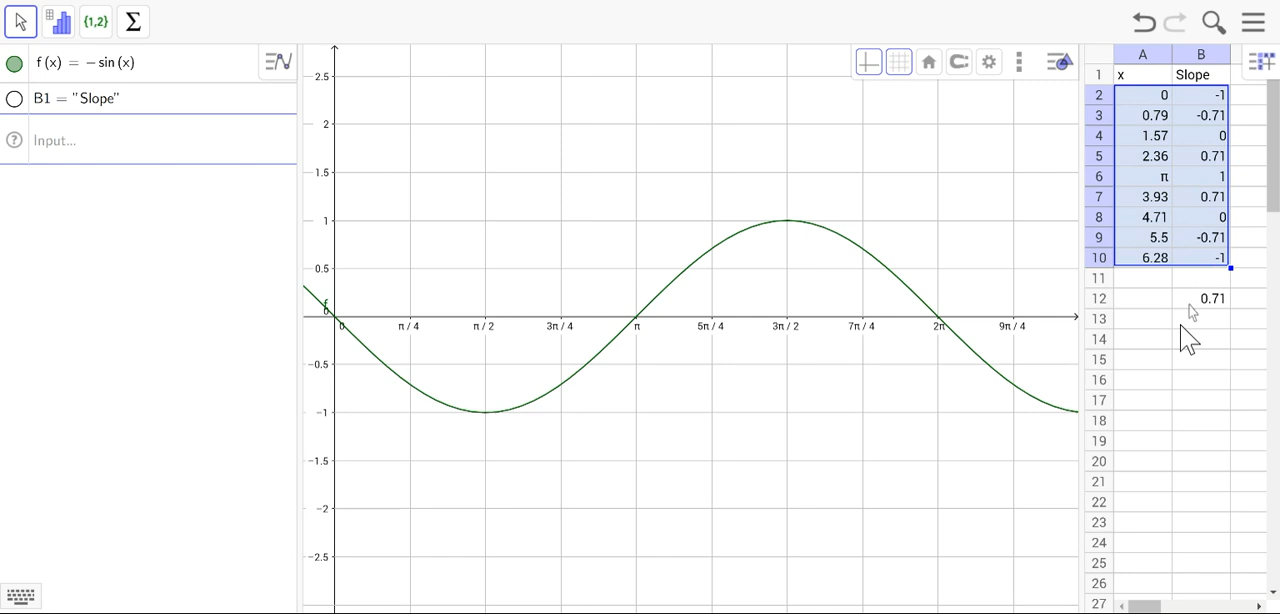 {1,2} Σ
f(x) = −sin(x)
B1 = "Slope"
Input...
2.5
2
1.5
1
0.5
f
0
0 π/4 π/2 3π/4 π 5π/4 3π/2 7π/4 2π 9π/4
−0.5
−1
−1.5
−2
−2.5
A B
1 x Slope
2 0 -1
3 0.79 -0.71
4 1.57 0
5 2.36 0.71
6 π 1
7 3.93 0.71
8 4.71 0
9 5.5 -0.71
10 6.28 -1
11
12 0.71
13
14
15
16
17
18
19
20
21
22
23
24
25
26
27